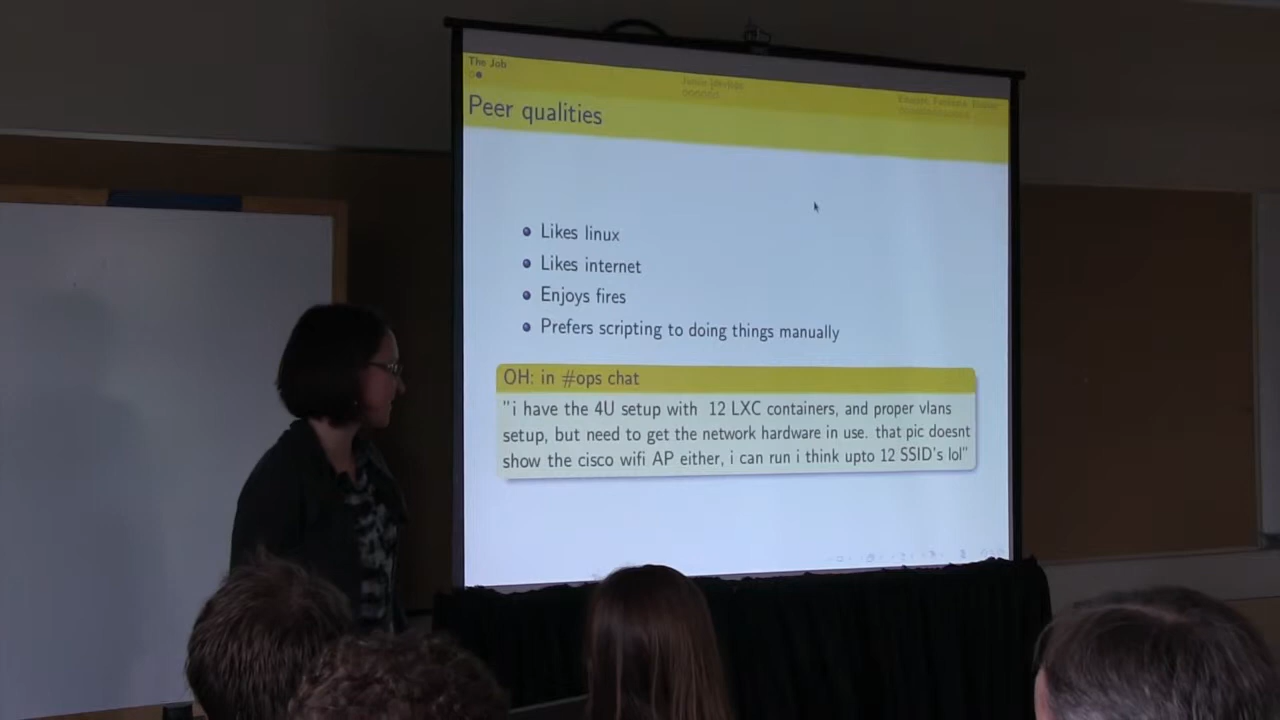 The Job
Peer qualities
Likes linux
Likes internet
Enjoys fires
Prefers scripting to doing things manually
OH: in #ops chat
"i have the 4U setup with 12 LXC containers, and proper vlans
setup, but need to get the network hardware in use. that pic doesnt
show the cisco wifi AP either, i can run i think upto 12 SSID's lol"